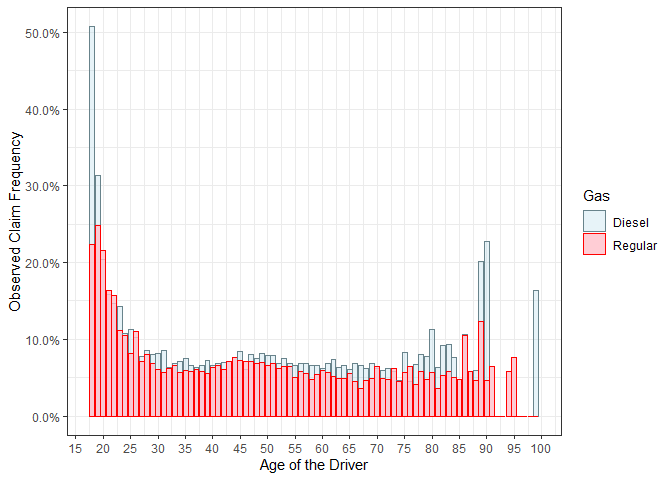 50.0%
40.0%
30.0%
20.0%
10.0%
0.0%
Observed Claim Frequency
15 20 25 30 35 40 45 50 55 60 65 70 75 80 85 90 95 100
Age of the Driver
Gas
Diesel
Regular